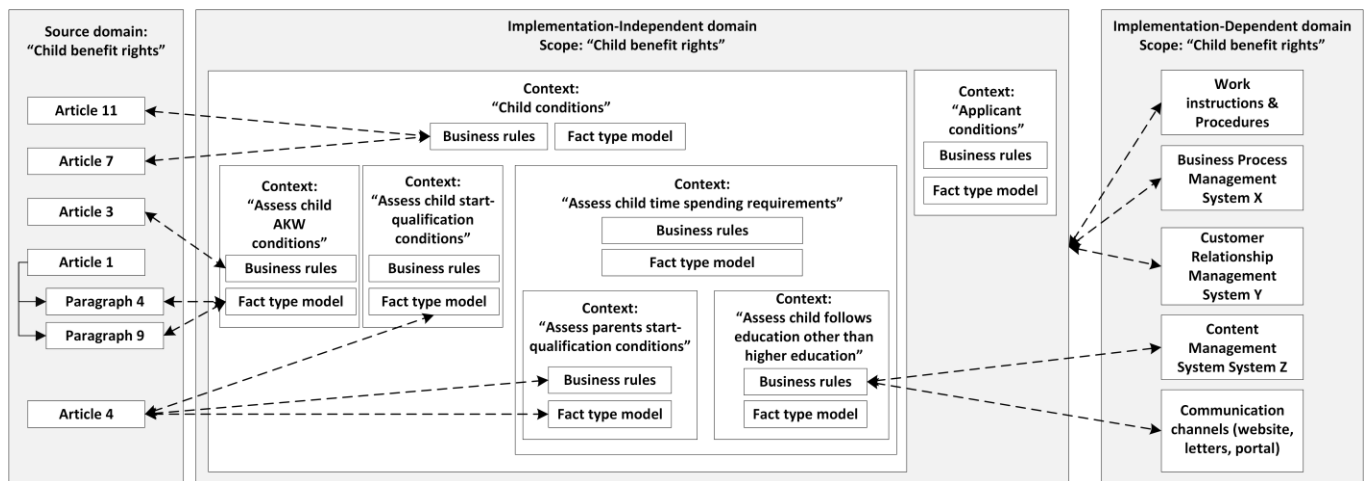 Source domain:
“Child benefit rights”
Article 11
Article 7
Article 3
Article 1
Paragraph 4
Paragraph 9
Article 4
Implementation-Independent domain
Scope: “Child benefit rights”
Context:
“Child conditions”
Business rules
Fact type model
Context:
“Assess child
AKW
conditions”
Business rules
Fact type model
Context:
“Assess child start-
qualification
conditions”
Business rules
Fact type model
Context:
“Assess child time spending requirements”
Business rules
Fact type model
Context:
“Assess parents start-
qualification conditions”
Business rules
Fact type model
Context:
“Assess child follows
education other than
higher education”
Business rules
Fact type model
Context:
“Applicant
conditions”
Business rules
Fact type model
Implementation-Dependent domain
Scope: “Child benefit rights”
Work
instructions &
Procedures
Business Process
Management
System X
Customer
Relationship
Management
System Y
Content
Management
System System Z
Communication
channels (website,
letters, portal)